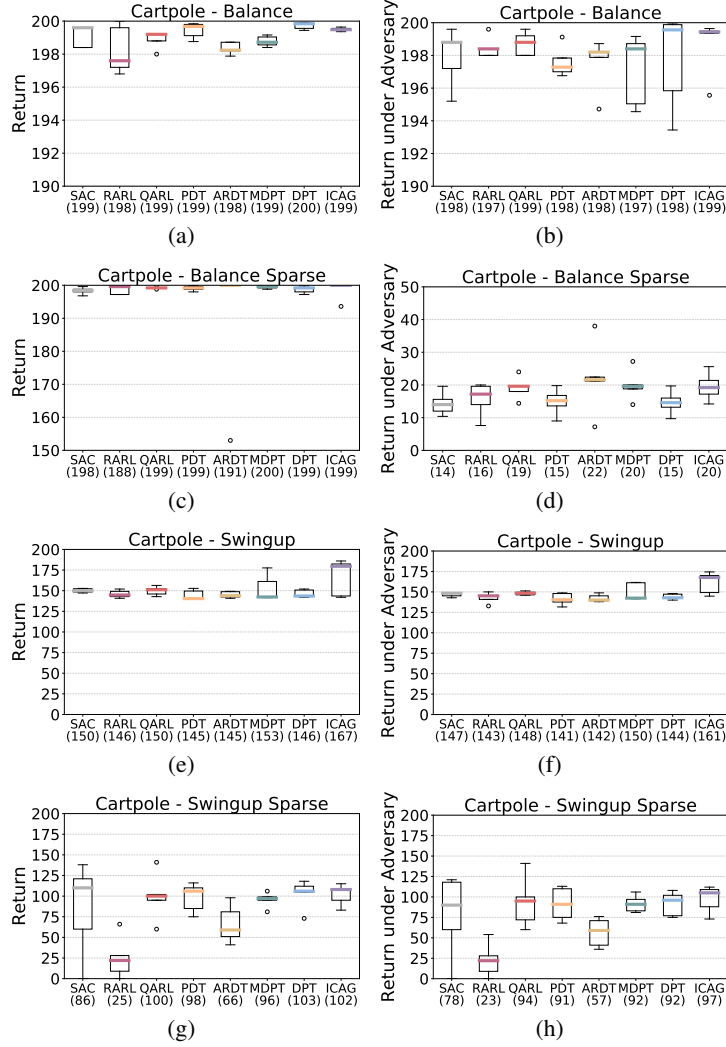 Cartpole - Balance
Return
200
198
196
194
192
190
SAC RARL QARL PDT ARDT MDPT DPT ICAG
(199) (198) (199) (199) (198) (199) (200) (199)
(a)
Cartpole - Balance
Return under Adversary
200
198
196
194
192
190
SAC RARL QARL PDT ARDT MDPT DPT ICAG
(198) (197) (199) (198) (198) (197) (198) (199)
(b)
Cartpole - Balance Sparse
Return
200
190
180
170
160
150
SAC RARL QARL PDT ARDT MDPT DPT ICAG
(198) (188) (199) (199) (191) (200) (199) (199)
(c)
Cartpole - Balance Sparse
Return under Adversary
50
40
30
20
10
0
SAC RARL QARL PDT ARDT MDPT DPT ICAG
(14) (16) (19) (15) (22) (20) (15) (20)
(d)
Cartpole - Swingup
Return
200
175
150
125
100
75
50
25
0
SAC RARL QARL PDT ARDT MDPT DPT ICAG
(150) (146) (150) (145) (145) (153) (146) (167)
(e)
Cartpole - Swingup
Return under Adversary
200
175
150
125
100
75
50
25
0
SAC RARL QARL PDT ARDT MDPT DPT ICAG
(147) (143) (148) (141) (142) (150) (144) (161)
(f)
Cartpole - Swingup Sparse
Return
200
175
150
125
100
75
50
25
0
SAC RARL QARL PDT ARDT MDPT DPT ICAG
(86) (25) (100) (98) (66) (96) (103) (102)
(g)
Cartpole - Swingup Sparse
Return under Adversary
200
175
150
125
100
75
50
25
0
SAC RARL QARL PDT ARDT MDPT DPT ICAG
(78) (23) (94) (91) (57) (92) (92) (97)
(h)